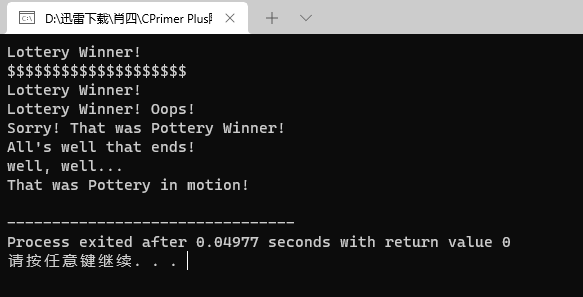 D:\迅雷下载\肖四\CPrimer Plus
Lottery Winner!
$$$$$$$$$$$$$$$$$$$$
Lottery Winner!
Lottery Winner! Oops!
Sorry! That was Pottery Winner!
All's well that ends!
well, well...
That was Pottery in motion!
--------------------------------
Process exited after 0.04977 seconds with return value 0
请按任意键继续. . .